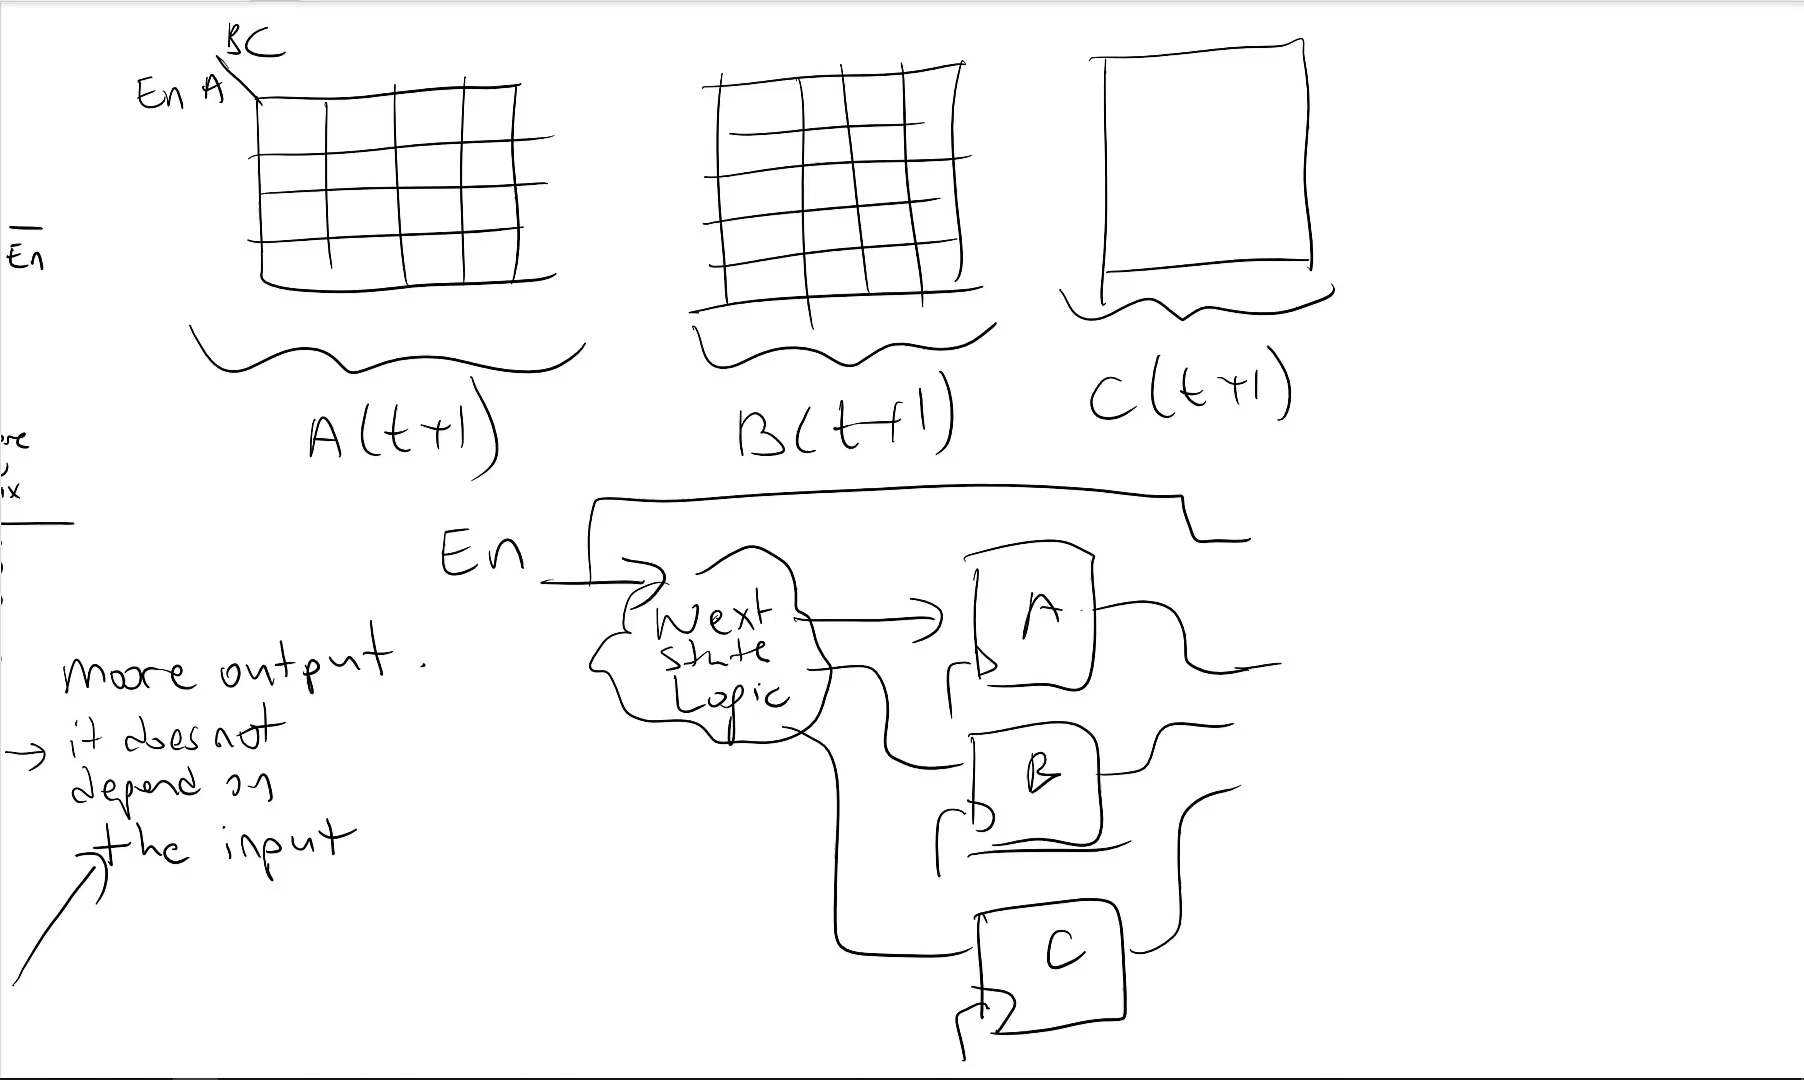 BC
En A
A(t+1)
B(t+1)
C(t+1)
En
En
Next
state
Logic
A
B
C
moore output.
→ it does not
depend on
the input